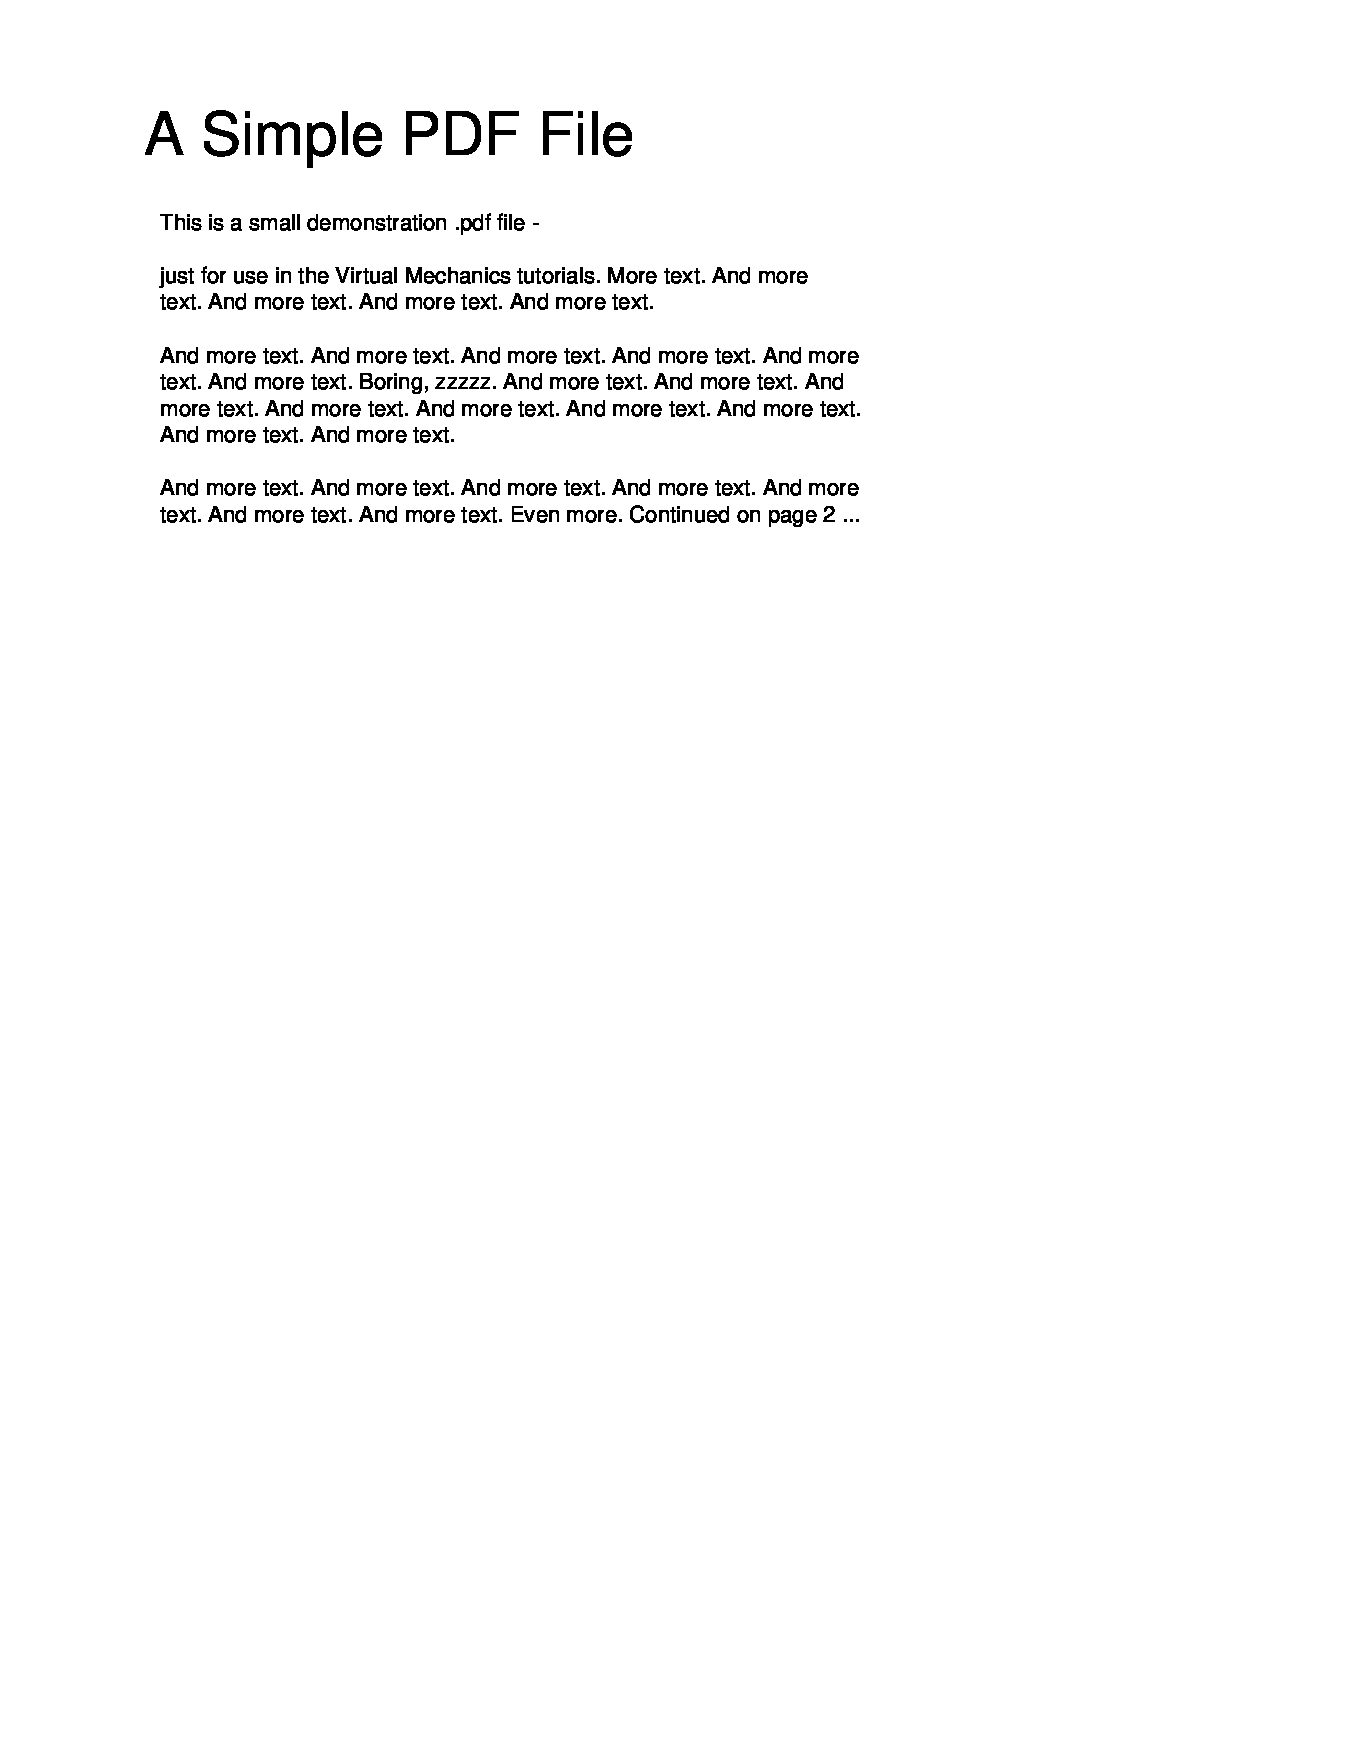 A Simple PDF File
This is a small demonstration .pdf file -
just for use in the Virtual Mechanics tutorials. More text. And more
text. And more text. And more text. And more text.
And more text. And more text. And more text. And more text. And more
text. And more text. Boring, zzzzz. And more text. And more text. And
more text. And more text. And more text. And more text. And more text.
And more text. And more text.
And more text. And more text. And more text. And more text. And more
text. And more text. And more text. Even more. Continued on page 2 ...